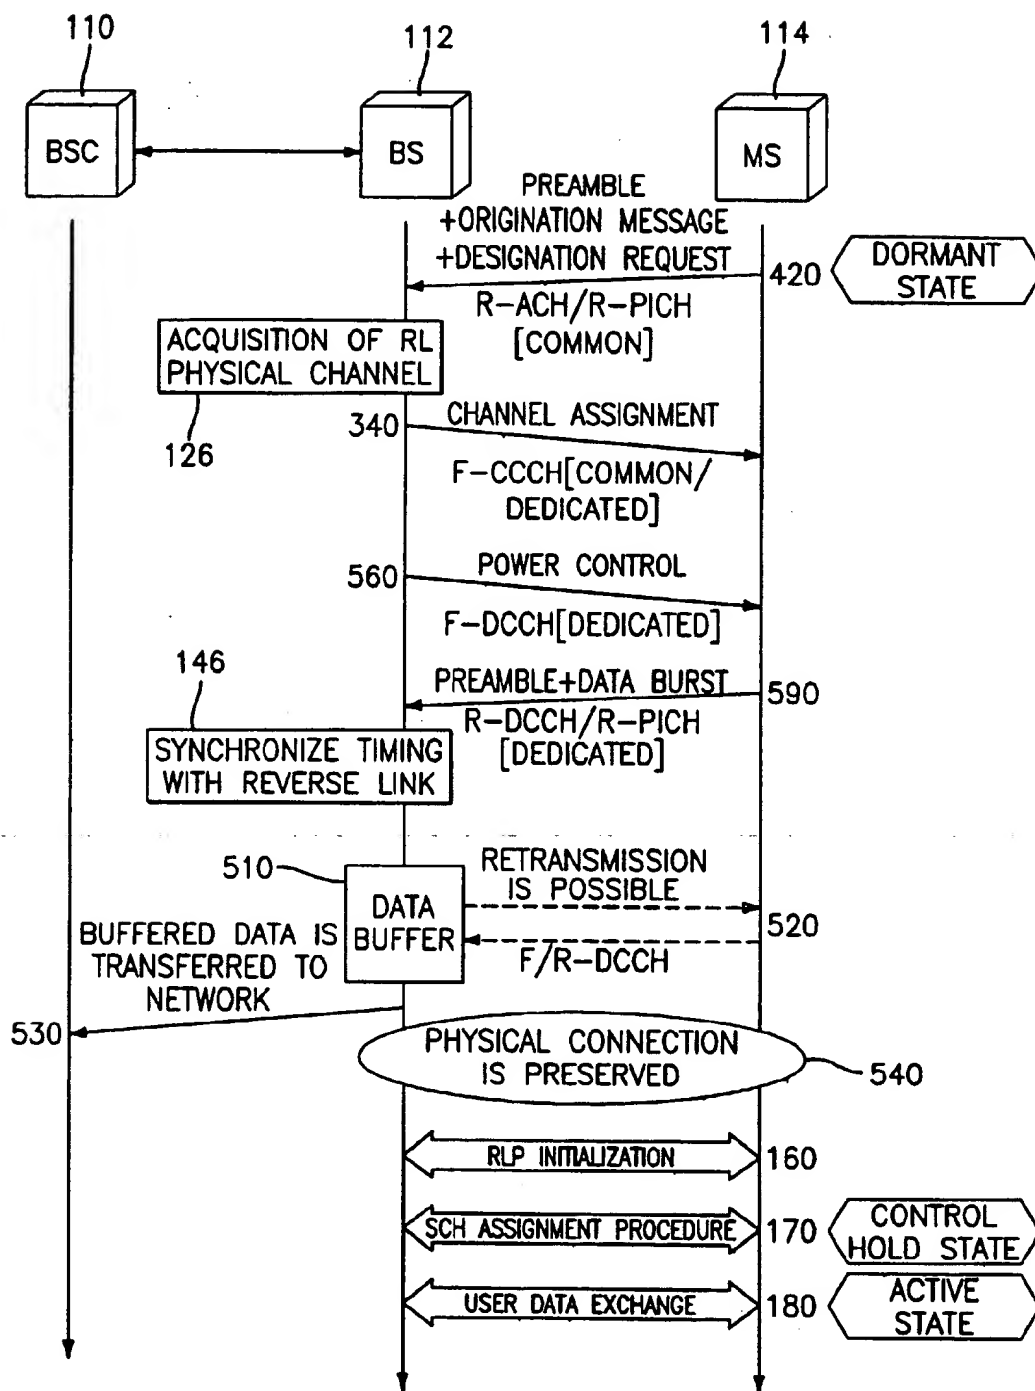 110
112
114
BSC
BS
MS
PREAMBLE
+ORIGINATION MESSAGE
+DESIGNATION REQUEST
420
DORMANT
STATE
R-ACH/R-PICH
[COMMON]
ACQUISITION OF RL
PHYSICAL CHANNEL
126
340
CHANNEL ASSIGNMENT
F-CCCH[COMMON/
DEDICATED]
560
POWER CONTROL
F-DCCH[DEDICATED]
146
PREAMBLE+DATA BURST
590
R-DCCH/R-PICH
[DEDICATED]
SYNCHRONIZE TIMING
WITH REVERSE LINK
510
DATA
BUFFER
RETRANSMISSION
IS POSSIBLE
520
F/R-DCCH
BUFFERED DATA IS
TRANSFERRED TO
NETWORK
530
PHYSICAL CONNECTION
IS PRESERVED
540
RLP INITIALIZATION
160
SCH ASSIGNMENT PROCEDURE
170
CONTROL
HOLD STATE
USER DATA EXCHANGE
180
ACTIVE
STATE